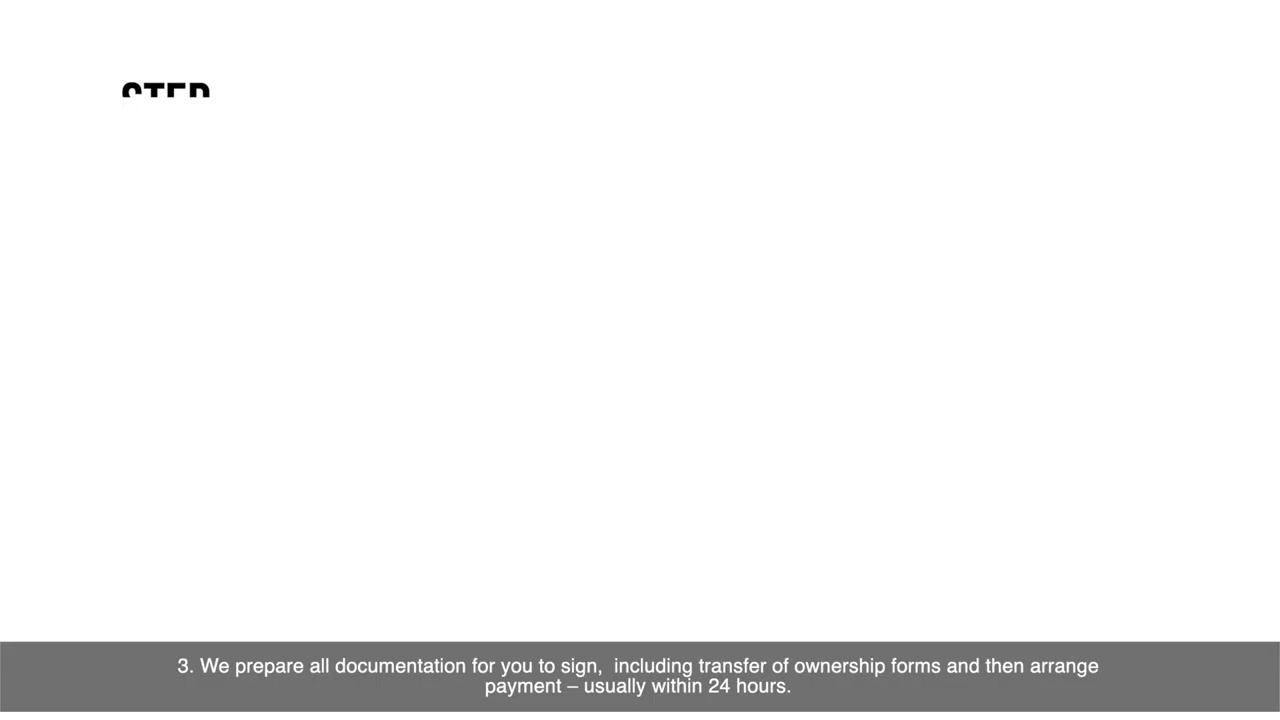 STEP
3. We prepare all documentation for you to sign,  including transfer of ownership forms and then arrange
payment – usually within 24 hours.